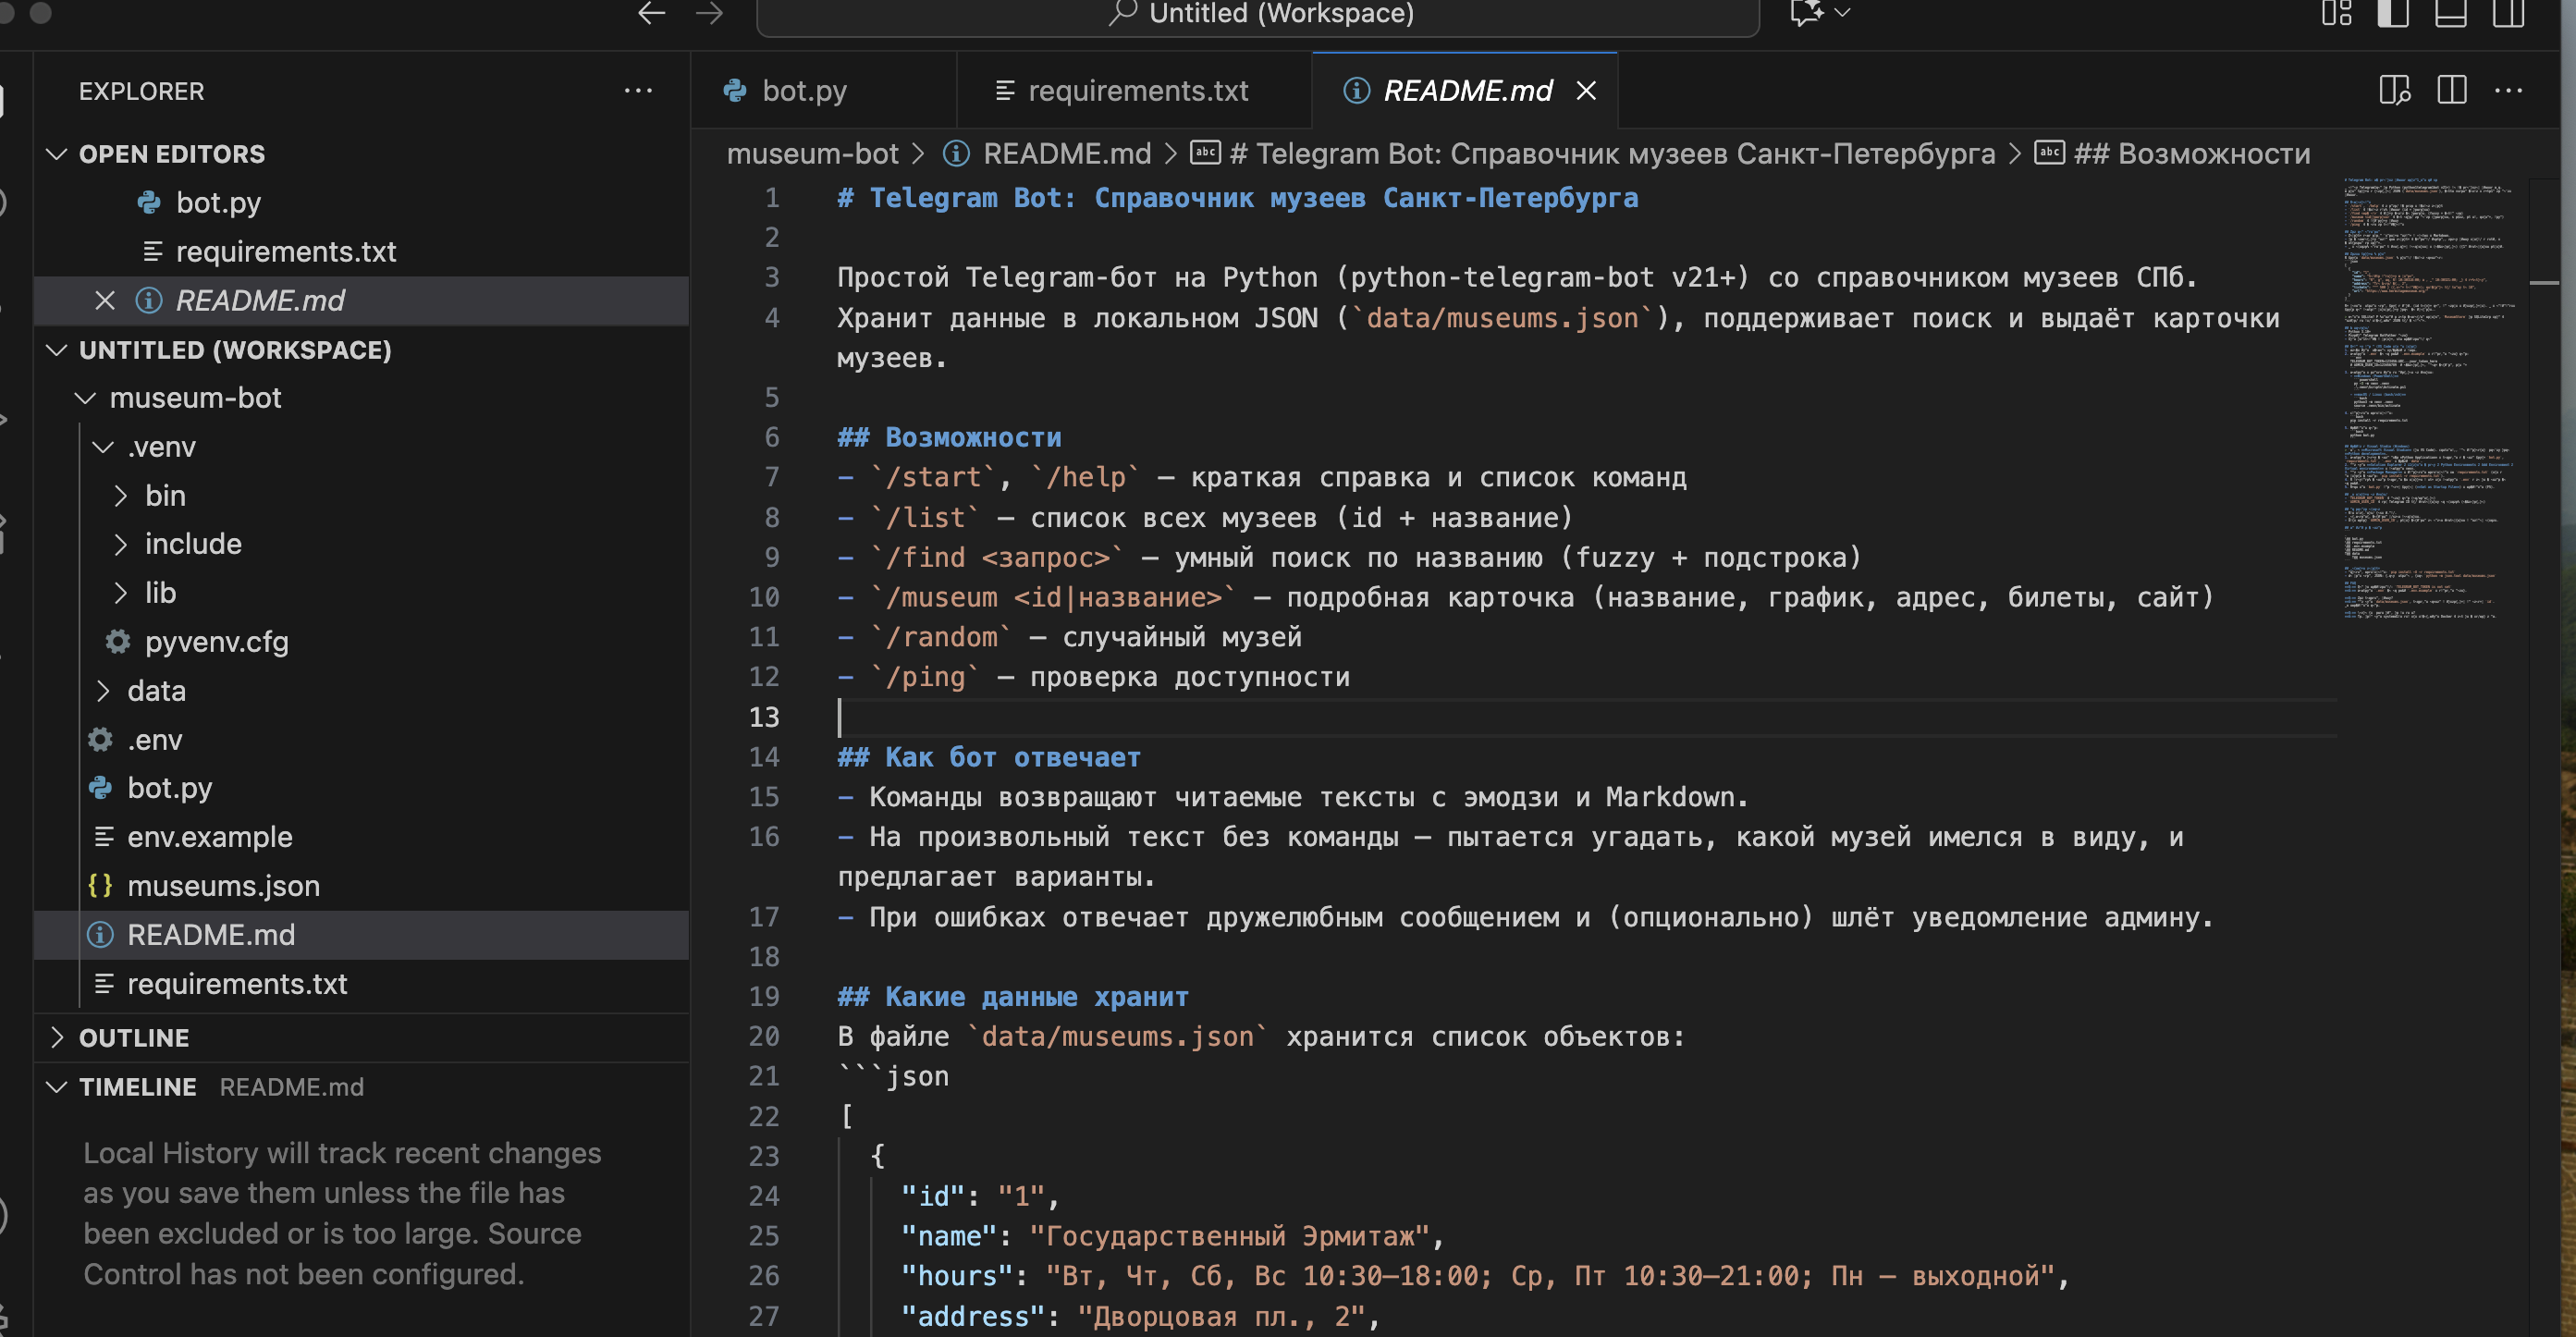 Untitled (Workspace)
EXPLORER
OPEN EDITORS
bot.py
requirements.txt
README.md
UNTITLED (WORKSPACE)
museum-bot
.venv
bin
include
lib
pyvenv.cfg
data
.env
bot.py
env.example
museums.json
README.md
requirements.txt
OUTLINE
TIMELINE README.md
Local History will track recent changes
as you save them unless the file has
been excluded or is too large. Source
Control has not been configured.
bot.py requirements.txt README.md
museum-bot > README.md > # Telegram Bot: Справочник музеев Санкт-Петербурга > ## Возможности
1 # Telegram Bot: Справочник музеев Санкт-Петербурга
2
3 Простой Telegram-бот на Python (python-telegram-bot v21+) со справочником музеев СПб.
4 Хранит данные в локальном JSON (`data/museums.json`), поддерживает поиск и выдаёт карточки
музеев.
5
6 ## Возможности
7 - `/start`, `/help` — краткая справка и список команд
8 - `/list` — список всех музеев (id + название)
9 - `/find <запрос>` — умный поиск по названию (fuzzy + подстрока)
10 - `/museum <id|название>` — подробная карточка (название, график, адрес, билеты, сайт)
11 - `/random` — случайный музей
12 - `/ping` — проверка доступности
13
14 ## Как бот отвечает
15 - Команды возвращают читаемые тексты с эмодзи и Markdown.
16 - На произвольный текст без команды — пытается угадать, какой музей имелся в виду, и
предлагает варианты.
17 - При ошибках отвечает дружелюбным сообщением и (опционально) шлёт уведомление админу.
18
19 ## Какие данные хранит
20 В файле `data/museums.json` хранится список объектов:
21 ```json
22 [
23 {
24 "id": "1",
25 "name": "Государственный Эрмитаж",
26 "hours": "Вт, Чт, Сб, Вс 10:30–18:00; Ср, Пт 10:30–21:00; Пн — выходной",
27 "address": "Дворцовая пл., 2",